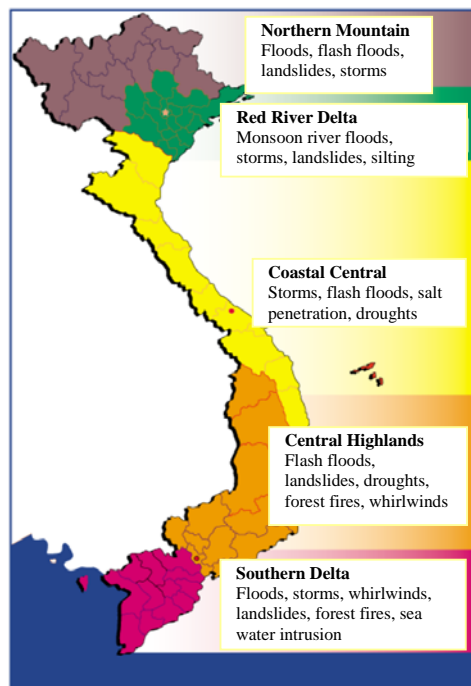 Northern Mountain
Floods, flash floods,
landslides, storms
Red River Delta
Monsoon river floods,
storms, landslides, silting
Coastal Central
Storms, flash floods, salt
penetration, droughts
Central Highlands
Flash floods,
landslides, droughts,
forest fires, whirlwinds
Southern Delta
Floods, storms, whirlwinds,
landslides, forest fires, sea
water intrusion